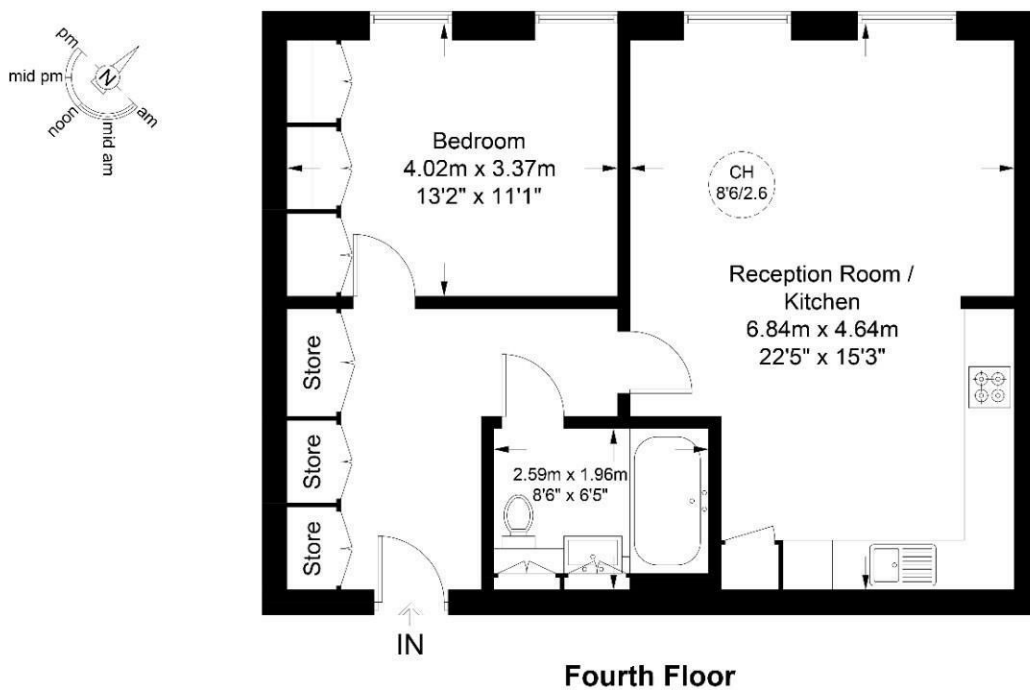 pm
mid pm
N
noon
mid am
am
Bedroom
4.02m x 3.37m
13'2" x 11'1"
CH
8'6/2.6
Reception Room /
Kitchen
6.84m x 4.64m
22'5" x 15'3"
Store
Store
Store
2.59m x 1.96m
8'6" x 6'5"
IN
Fourth Floor